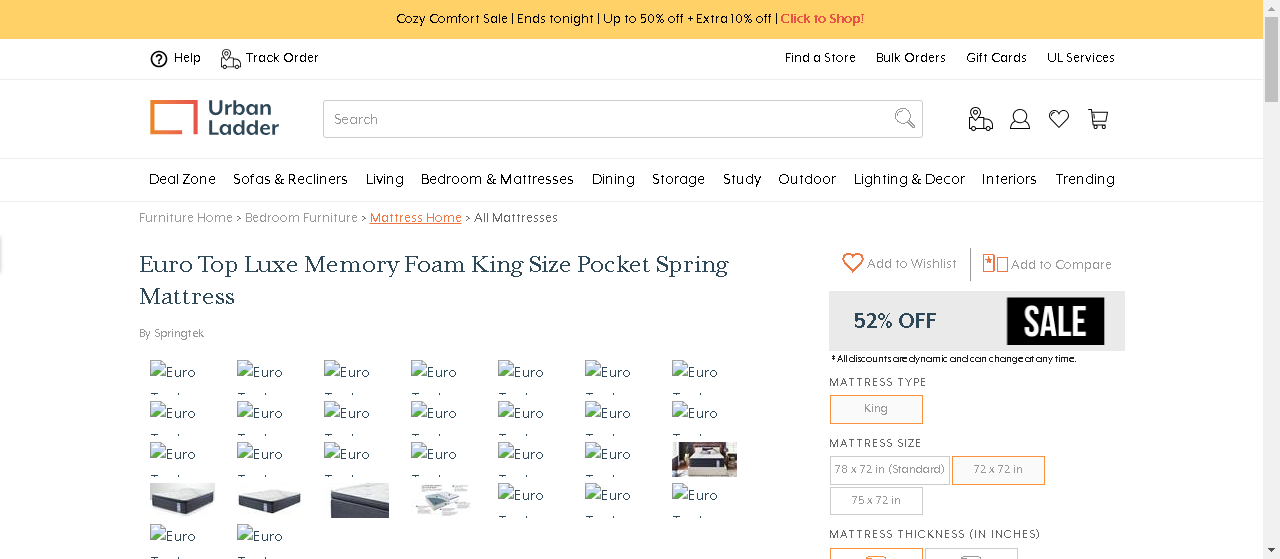 Cozy Comfort Sale | Ends tonight | Up to 50% off + Extra 10% off | Click to Shop!
Help Track Order Find a Store Bulk Orders Gift Cards UL Services
Urban
Ladder
Search
Deal Zone Sofas & Recliners Living Bedroom & Mattresses Dining Storage Study Outdoor Lighting & Decor Interiors Trending
Furniture Home > Bedroom Furniture > Mattress Home > All Mattresses
Euro Top Luxe Memory Foam King Size Pocket Spring
Mattress
By Springtek
Add to Wishlist Add to Compare
52% OFF SALE
* All discounts are dynamic and can change at any time.
MATTRESS TYPE
King
MATTRESS SIZE
78 x 72 in (Standard) 72 x 72 in
75 x 72 in
MATTRESS THICKNESS (IN INCHES)
Euro Euro Euro Euro Euro Euro Euro
Euro Euro Euro Euro Euro Euro Euro
Euro Euro Euro Euro Euro Euro
Euro Euro Euro
Euro Euro